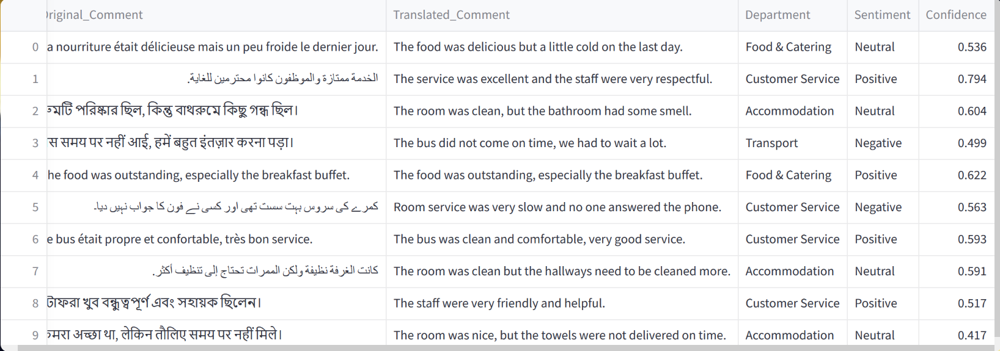 riginal_Comment Translated_Comment Department Sentiment Confidence
0 a nourriture était délicieuse mais un peu froide le dernier jour. The food was delicious but a little cold on the last day. Food & Catering Neutral 0.536
1 الخدمة ممتازة والموظفون كانوا محترمين للغاية. The service was excellent and the staff were very respectful. Customer Service Positive 0.794
2 মটি পরিষ্কার ছিল, কিন্তু বাথরুমে কিছু গন্ধ ছিল। The room was clean, but the bathroom had some smell. Accommodation Neutral 0.604
3 स समय पर नहीं आई, हमें बहुत इंतज़ार करना पड़ा। The bus did not come on time, we had to wait a lot. Transport Negative 0.499
4 he food was outstanding, especially the breakfast buffet. The food was outstanding, especially the breakfast buffet. Food & Catering Positive 0.622
5 کمرے کی سروس بہت سست تھی اور کسی نے فون کا جواب نہیں دیا۔ Room service was very slow and no one answered the phone. Customer Service Negative 0.563
6 e bus était propre et confortable, très bon service. The bus was clean and comfortable, very good service. Customer Service Positive 0.593
7 كانت الغرفة نظيفة ولكن الممرات تحتاج إلى تنظيف أكثر. The room was clean but the hallways need to be cleaned more. Accommodation Neutral 0.591
8 টাফরা খুব বন্ধুত্বপূর্ণ এবং সহায়ক ছিলেন। The staff were very friendly and helpful. Customer Service Positive 0.517
9 मरा अच्छा था, लेकिन तौलिए समय पर नहीं मिले। The room was nice, but the towels were not delivered on time. Accommodation Neutral 0.417